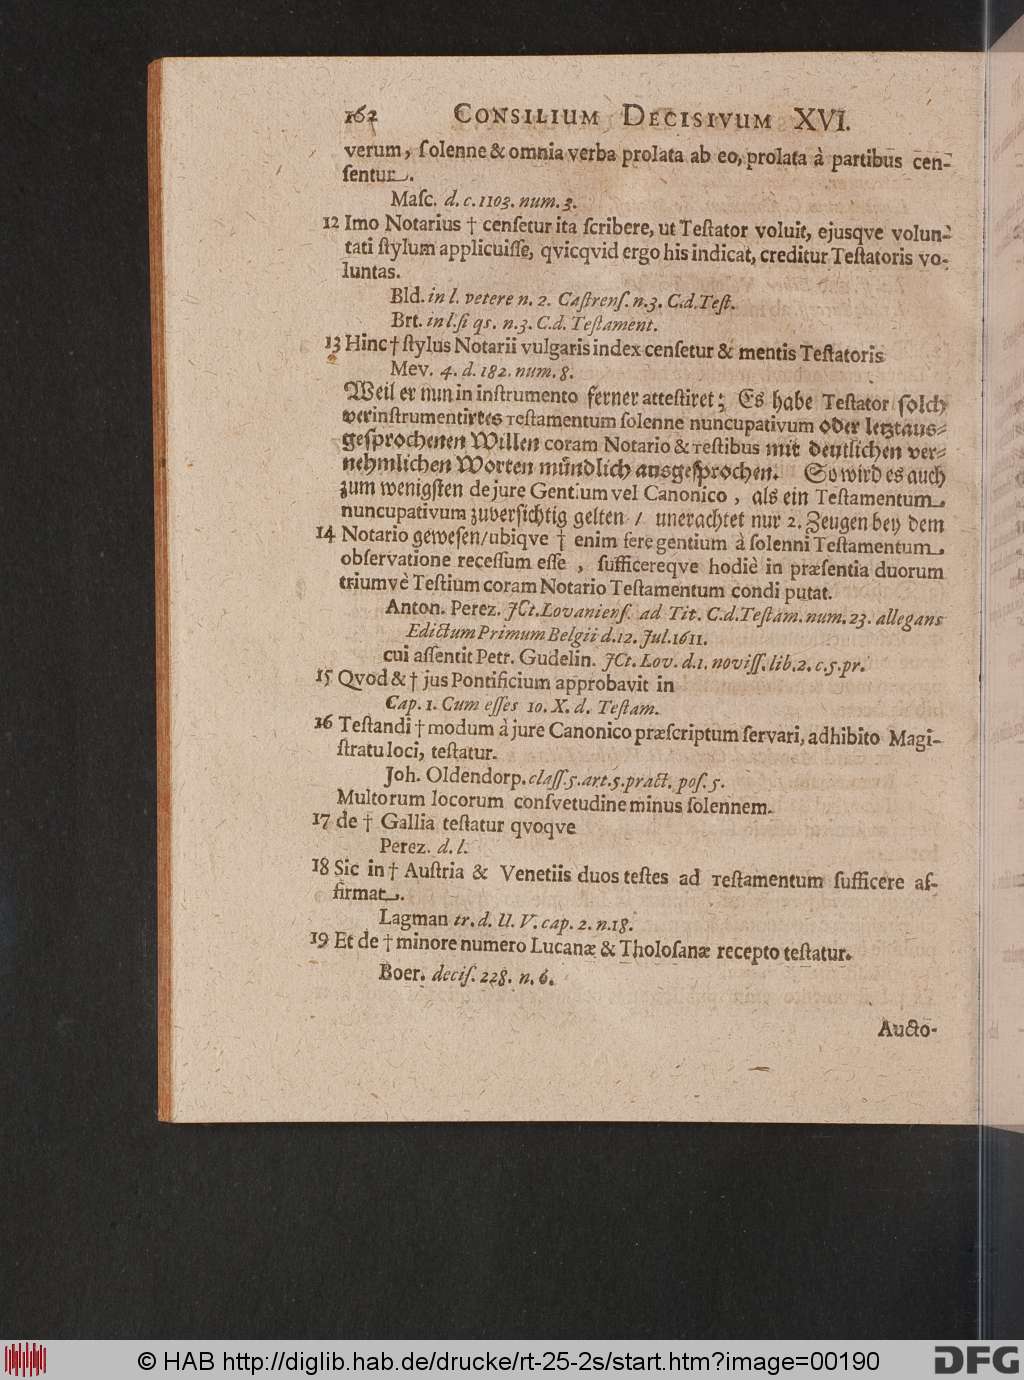 162 CONSILIUM DECISIVUM XVI.
verum, ſolenne & omnia verba prolata ab eo, prolata à partibus cen-
ſentur.
Maſc. d. c. 1103. num. 3.
12 Imo Notarius † cenſetur ita ſcribere, ut Teſtator voluit, ejusqve volun-
tati ſtylum applicuiſſe, qvicqvid ergo his indicat, creditur Teſtatoris vo-
luntas.
Bld. in l. vetere n. 2. Caſtrenſ. n. 3. C. d. Teſt.
Brt. in l. ſi qs. n. 3. C. d. Teſtament.
13 Hinc † ſtylus Notarii vulgaris index cenſetur & mentis Teſtatoris
Mev. 4. d. 182. num. 8.
Weil er nun in inſtrumento ferner atteſtiret; Es habe Teſtator ſolch
verinſtrumentirtes Teſtamentum ſolenne nuncupativum oder letztaus-
geſprochenen Willen coram Notario & Teſtibus mit deutlichen ver-
nehmlichen Worten mündlich ausgeſprochen. So wird es auch
zum wenigſten de jure Gentium vel Canonico, als ein Teſtamentum
nuncupativum zuverſichtig gelten / unerachtet nur 2. Zeugen bey dem
14 Notario geweſen / ubiqve † enim fere gentium à ſolenni Teſtamentum,
obſervatione receſſum eſſe, ſufficereqve hodiè in præſentia duorum
triumvè Teſtium coram Notario Teſtamentum condi putat.
Anton. Perez. JCt. Lovanienſ. ad Tit. C. d. Teſtam. num. 23. allegans
Edictum Primum Belgii d. 12. Jul. 1611.
cui aſſentit Petr. Gudelin. JCt. Lov. d. 1. noviſſ. lib. 2. c. 5. pr.
15 Qvod & † jus Pontificium approbavit in
Cap. 1. Cum eſſes 10. X. d. Teſtam.
16 Teſtandi † modum à jure Canonico præſcriptum ſervari, adhibito Magi-
ſtratu loci, teſtatur.
Joh. Oldendorp. claſſ. 5. art. 5. pract. poſ. 5.
Multorum locorum conſvetudine minus ſolennem.
17 de † Gallia teſtatur qvoqve
Perez. d. l.
18 Sic in † Auſtria & Venetiis duos teſtes ad Teſtamentum ſufficere af-
firmat.
Lagman tr. d. U. V. cap. 2. n. 18.
19 Et de † minore numero Lucanæ & Tholoſanæ recepto teſtatur.
Boer. deciſ. 228. n. 6.
Aucto-
© HAB http://diglib.hab.de/drucke/rt-25-2s/start.htm?image=00190
DFG